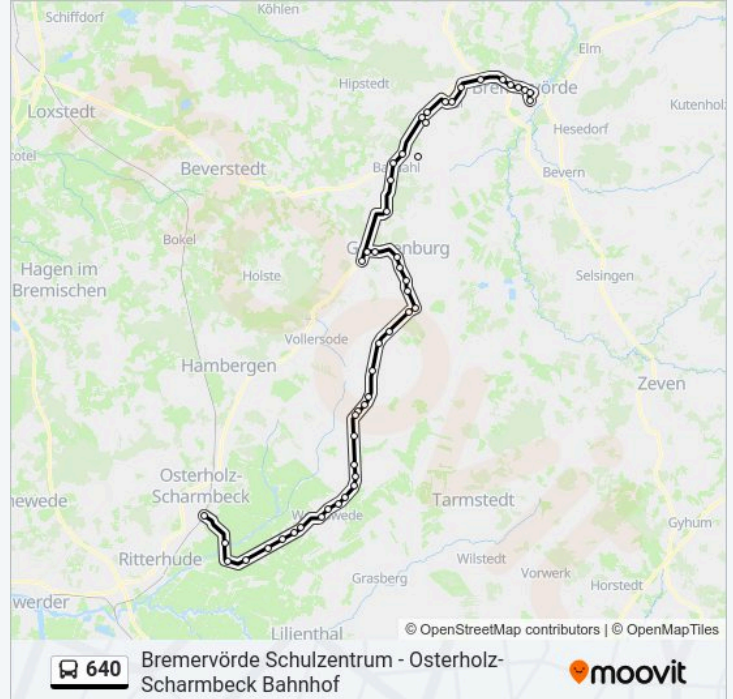 Schiffdorf
Köhlen
Elm
Hipstedt
Bremervörde
Loxstedt
Kutenholz
Hesedorf
Beverstedt
Bevern
Bokel
Hagen im
Bremischen
Holste
Selsingen
Vollersode
Hambergen
Zeven
Osterholz-
Scharmbeck
Tarmstedt
Gyhum
Ritterhude
Wilstedt
Vorwerk
Grasberg
Horstedt
werder
Lilienthal
© OpenStreetMap contributors | © OpenMapTiles
640
Bremervörde Schulzentrum - Osterholz-
Scharmbeck Bahnhof
moovit